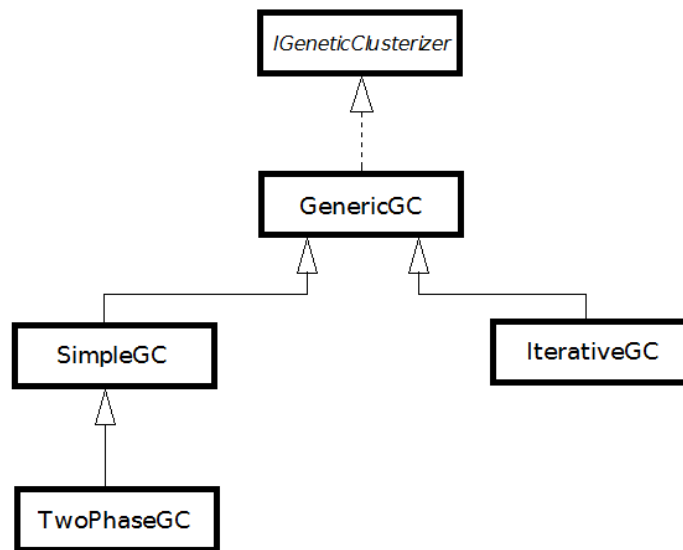 IGeneticClusterizer
GenericGC
SimpleGC
IterativeGC
TwoPhaseGC